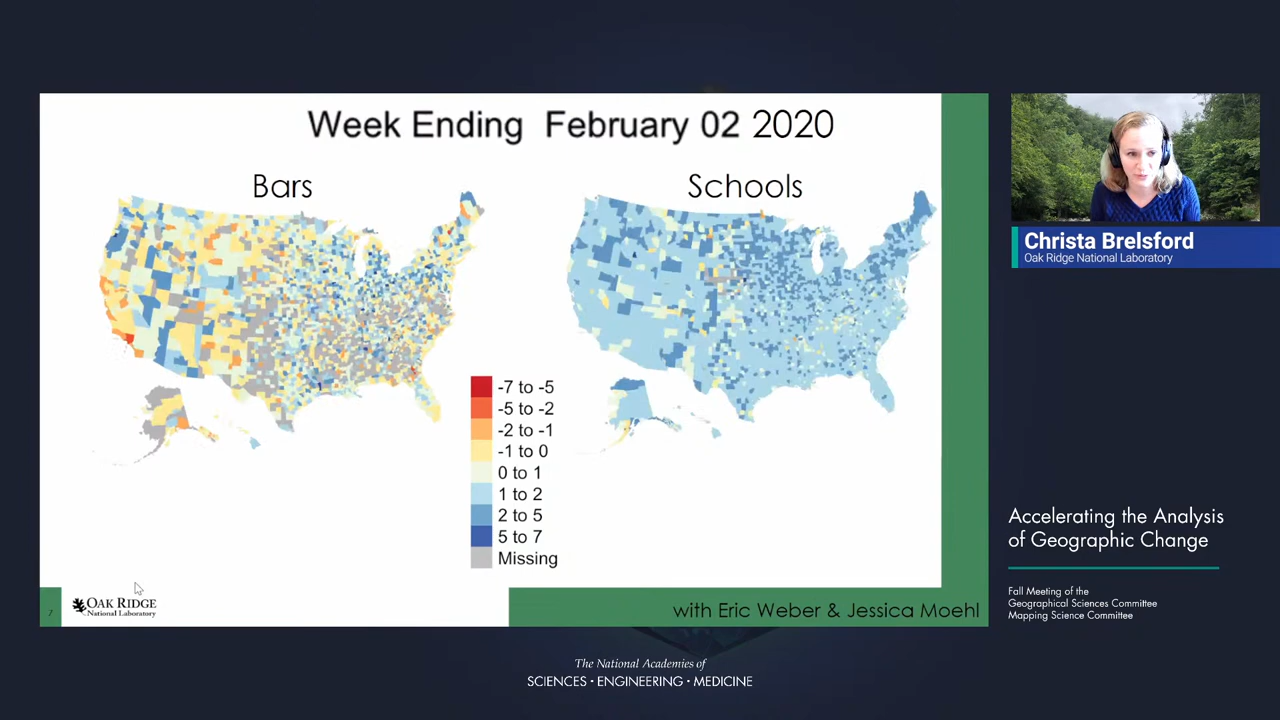 Week Ending February 02 2020
Bars
Schools
-7 to -5
-5 to -2
-2 to -1
-1 to 0
0 to 1
1 to 2
2 to 5
5 to 7
Missing
7
OAK RIDGE
National Laboratory
with Eric Weber & Jessica Moehl
Christa Brelsford
Oak Ridge National Laboratory
Accelerating the Analysis
of Geographic Change
Fall Meeting of the
Geographical Sciences Committee
Mapping Science Committee
The National Academies of
SCIENCES • ENGINEERING • MEDICINE